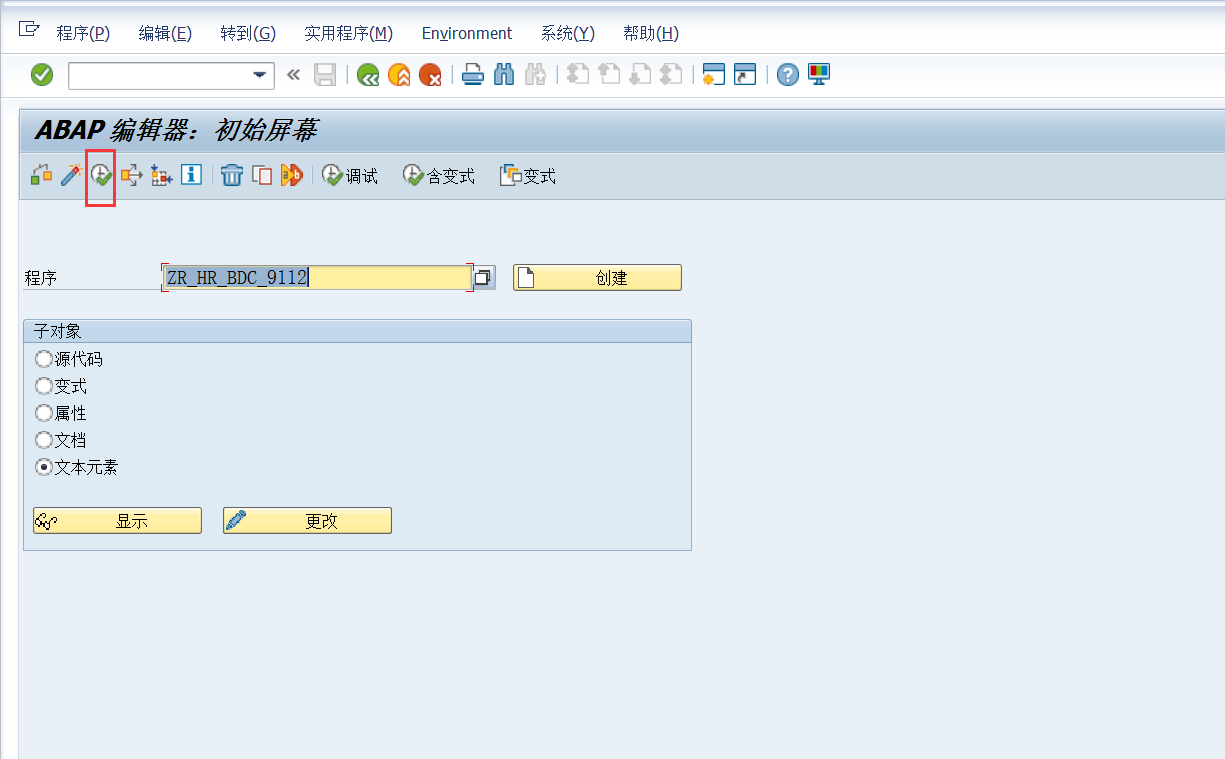 程序(P) 编辑(E) 转到(G) 实用程序(M) Environment 系统(Y) 帮助(H)
ABAP 编辑器：初始屏幕
调试 含变式 变式
程序 ZR_HR_BDC_9112 创建
子对象
源代码
变式
属性
文档
文本元素
显示 更改